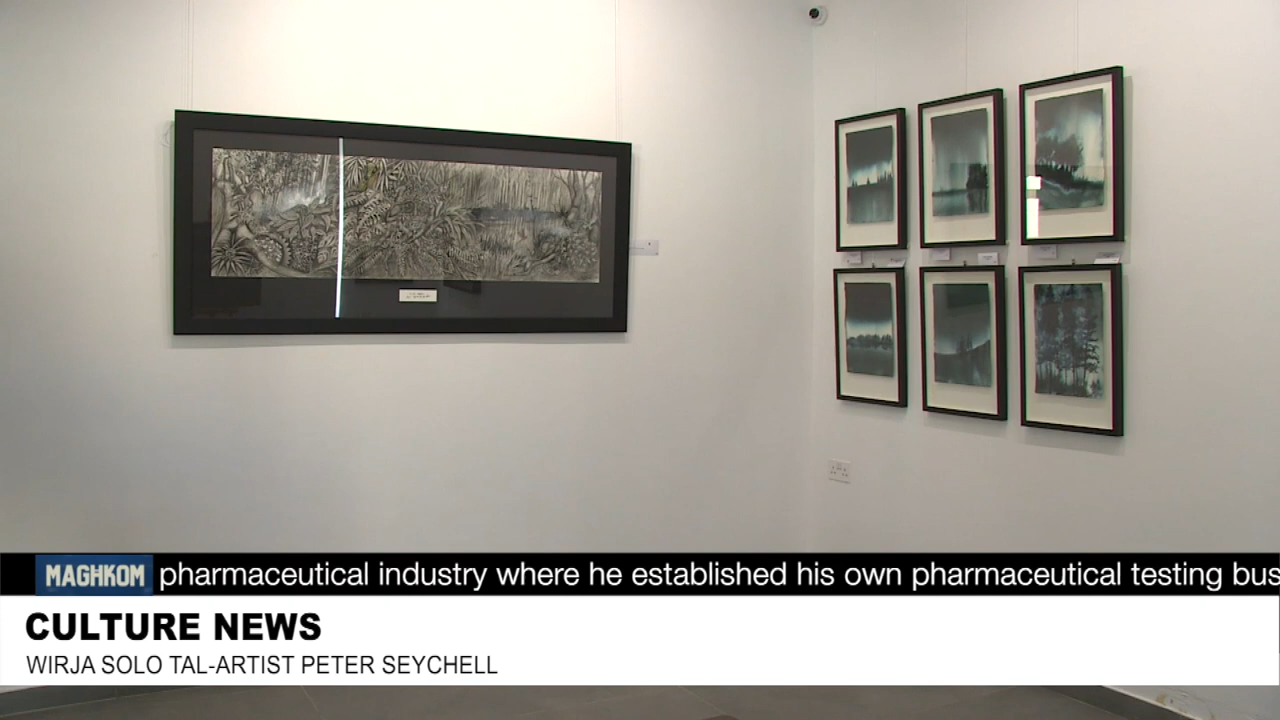 MAGHKOM pharmaceutical industry where he established his own pharmaceutical testing bus
CULTURE NEWS
WIRJA SOLO TAL-ARTIST PETER SEYCHELL